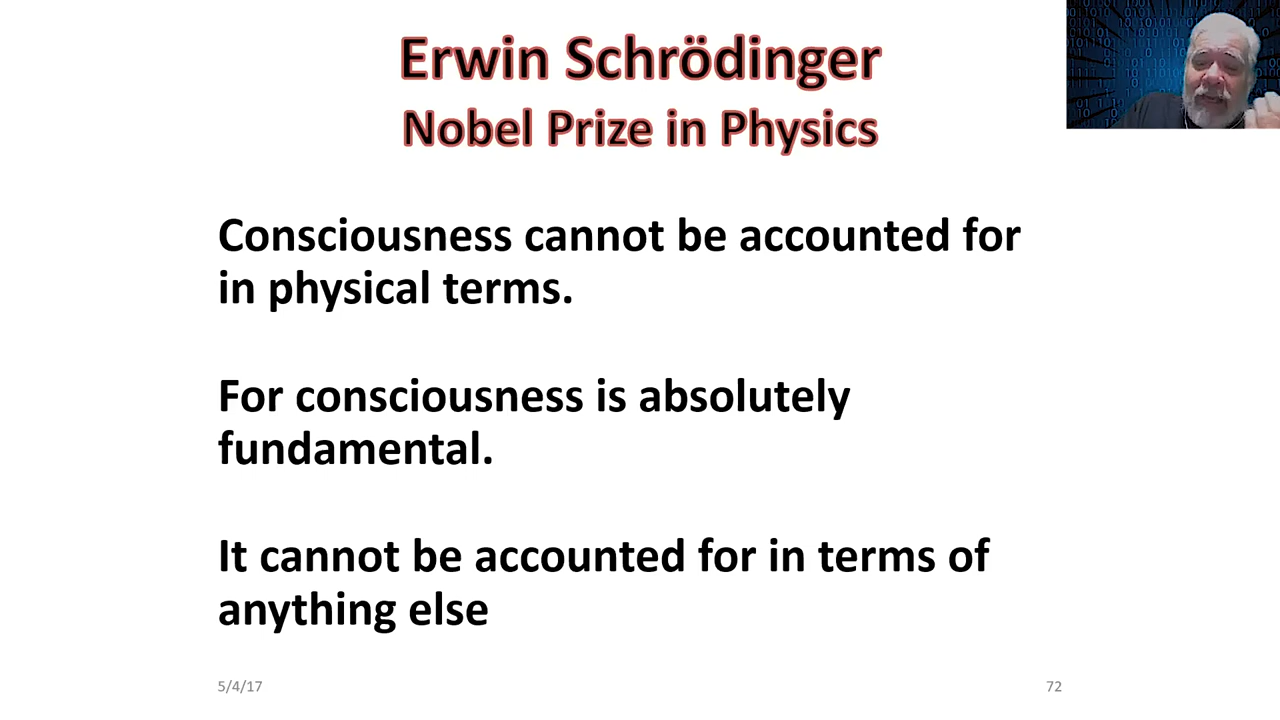 Erwin Schrödinger
Nobel Prize in Physics
Consciousness cannot be accounted for
in physical terms.
For consciousness is absolutely
fundamental.
It cannot be accounted for in terms of
anything else
5/4/17
72